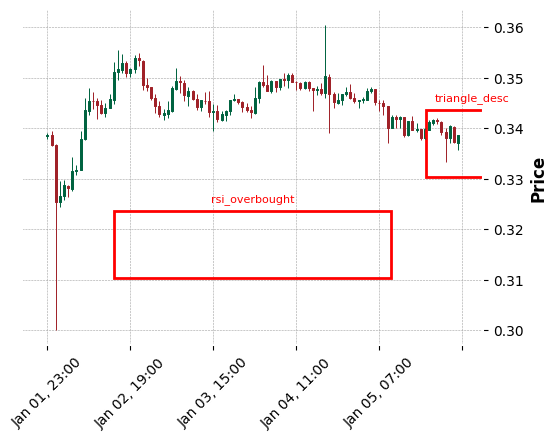 0.36
0.35
triangle_desc
0.34
0.33
rsi_overbought
0.32
0.31
0.30
Price
Jan 01, 23:00
Jan 02, 19:00
Jan 03, 15:00
Jan 04, 11:00
Jan 05, 07:00